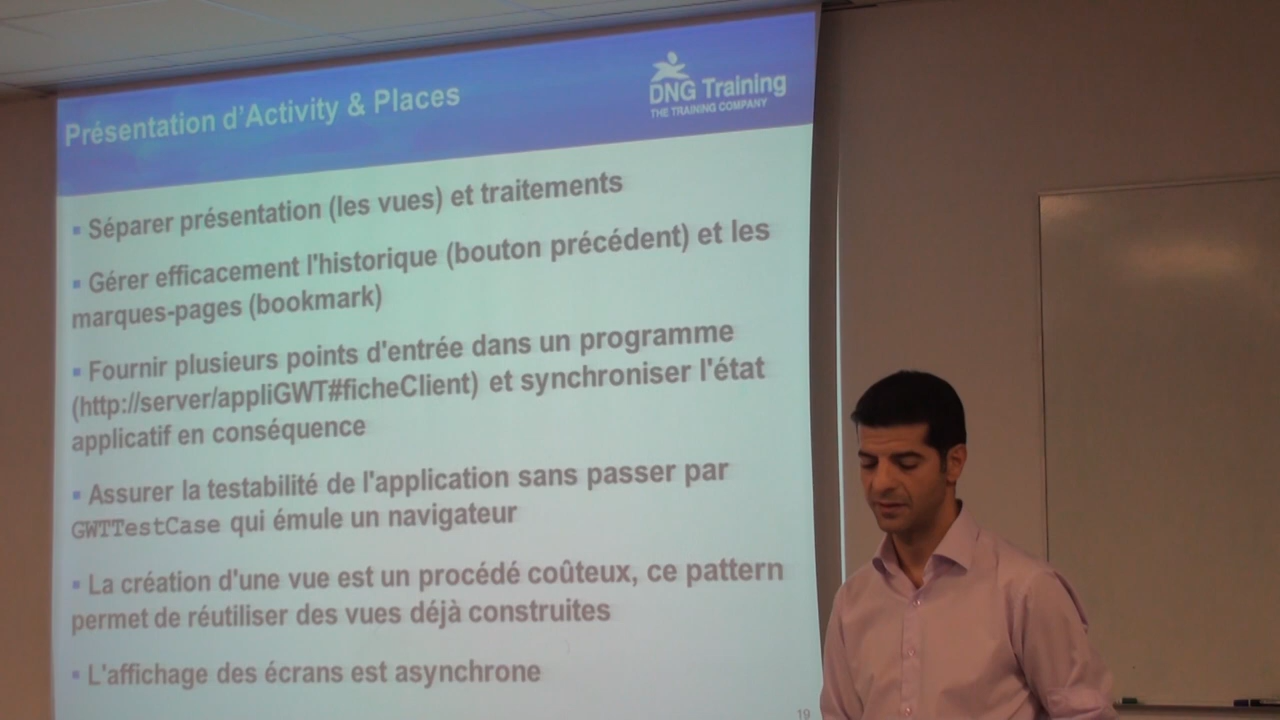 Présentation d'Activity & Places
DNG Training
THE TRAINING COMPANY
▪ Séparer présentation (les vues) et traitements
▪ Gérer efficacement l'historique (bouton précédent) et les
marques-pages (bookmark)
▪ Fournir plusieurs points d'entrée dans un programme
(http://server/appliGWT#ficheClient) et synchroniser l'état
applicatif en conséquence
▪ Assurer la testabilité de l'application sans passer par
GWTTestCase qui émule un navigateur
▪ La création d'une vue est un procédé coûteux, ce pattern
permet de réutiliser des vues déjà construites
▪ L'affichage des écrans est asynchrone
19